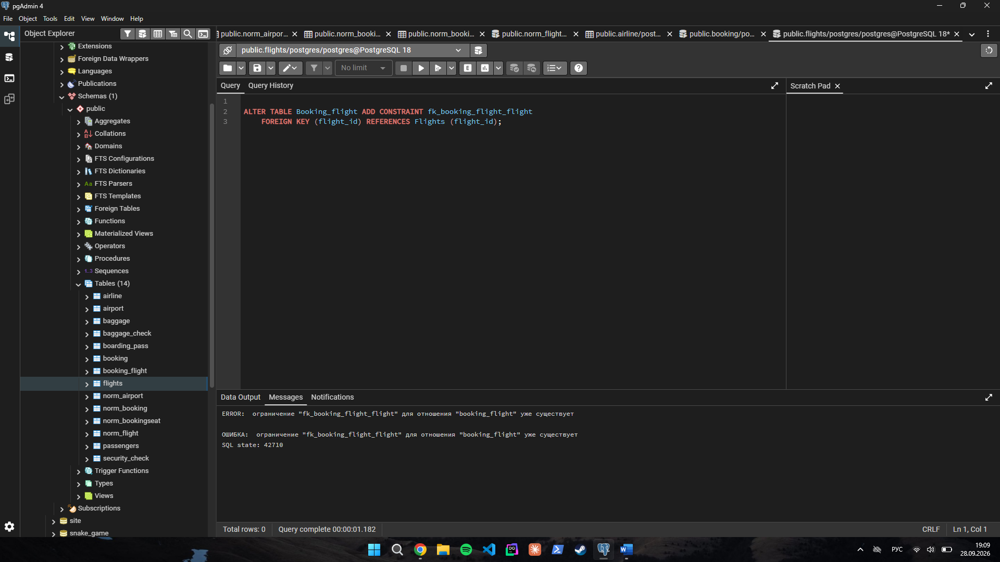 pgAdmin 4
File Object Tools Edit View Window Help
Object Explorer
public.norm_airpor...
public.norm_booki...
public.norm_booki...
public.norm_flight...
public.airline/post...
public.booking/po...
public.flights/postgres/postgres@PostgreSQL 18*
public.flights/postgres/postgres@PostgreSQL 18
No limit
E
Query
Query History
Scratch Pad
Extensions
Foreign Data Wrappers
Languages
Publications
Schemas (1)
public
Aggregates
Collations
Domains
FTS Configurations
FTS Dictionaries
Aa FTS Parsers
FTS Templates
Foreign Tables
Functions
Materialized Views
Operators
Procedures
1..3 Sequences
Tables (14)
airline
airport
baggage
baggage_check
boarding_pass
booking
booking_flight
flights
norm_airport
norm_booking
norm_bookingseat
norm_flight
passengers
security_check
Trigger Functions
Types
Views
Subscriptions
site
snake_game
1
2 ALTER TABLE Booking_flight ADD CONSTRAINT fk_booking_flight_flight
3 FOREIGN KEY (flight_id) REFERENCES Flights (flight_id);
Data Output
Messages
Notifications
ERROR: ограничение "fk_booking_flight_flight" для отношения "booking_flight" уже существует
ОШИБКА: ограничение "fk_booking_flight_flight" для отношения "booking_flight" уже существует
SQL state: 42710
Total rows: 0
Query complete 00:00:01.182
CRLF
Ln 1, Col 1
РУС
19:09
28.09.2026